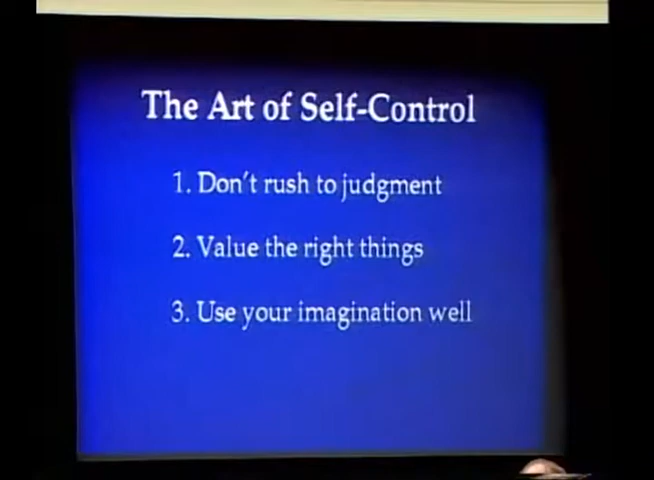 The Art of Self-Control
1. Don't rush to judgment
2. Value the right things
3. Use your imagination well